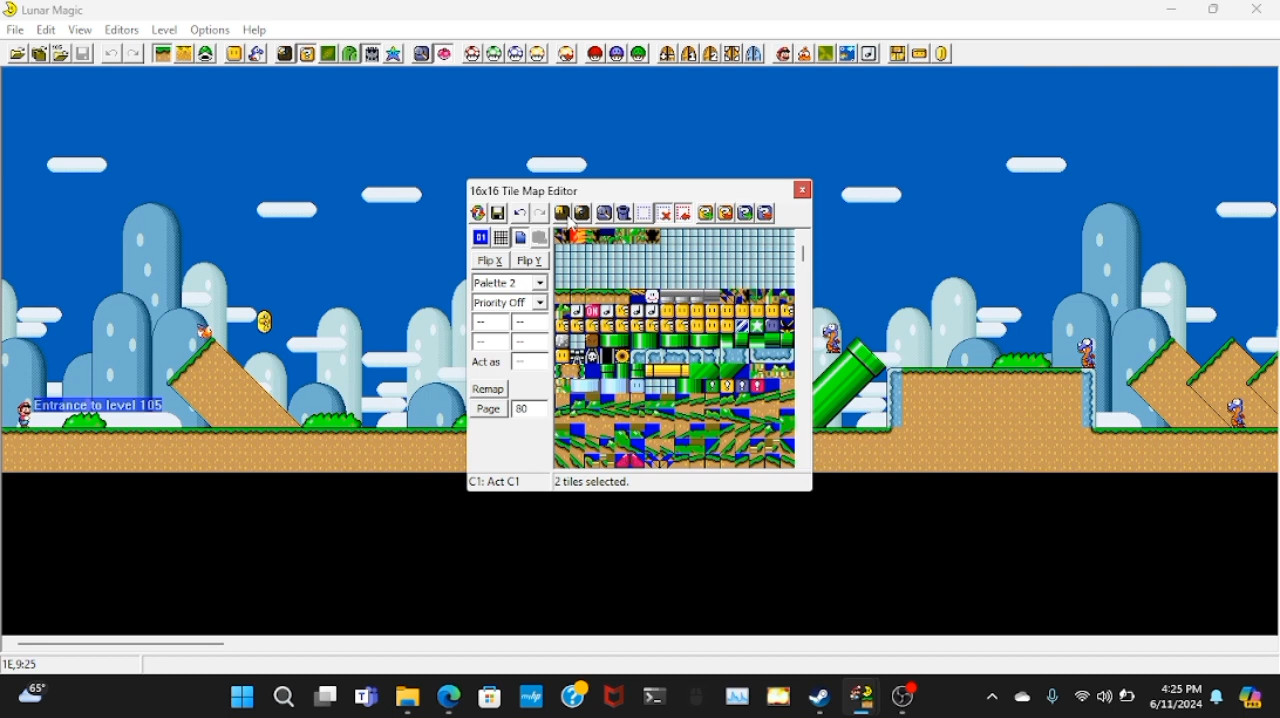 Lunar Magic
File Edit View Editors Level Options Help
16x16 Tile Map Editor
01
Flip X Flip Y
Palette 2
Priority Off
-- --
-- --
Act as --
Remap
Page 80
C1: Act C1 2 tiles selected.
ON
Entrance to level 105
1E,9:25
65°
4:25 PM
6/11/2024